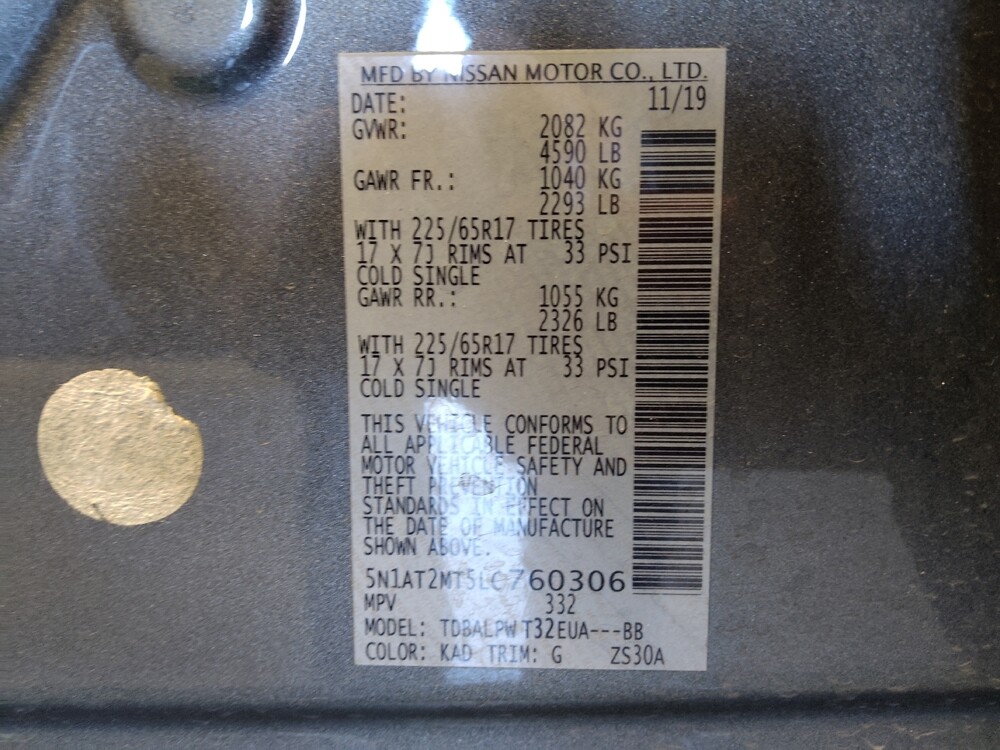 MFD BY NISSAN MOTOR CO., LTD.
DATE: 11/19
GVWR: 2082 KG
4590 LB
GAWR FR.: 1040 KG
2293 LB
WITH 225/65R17 TIRES
17 X 7J RIMS AT 33 PSI
COLD SINGLE
GAWR RR.: 1055 KG
2326 LB
WITH 225/65R17 TIRES
17 X 7J RIMS AT 33 PSI
COLD SINGLE
THIS VEHICLE CONFORMS TO
ALL APPLICABLE FEDERAL
MOTOR VEHICLE SAFETY AND
THEFT PREVENTION
STANDARDS IN EFFECT ON
THE DATE OF MANUFACTURE
SHOWN ABOVE.
5N1AT2MT5LC760306
MPV 332
MODEL: TDBALPW T32EUA---BB
COLOR: KAD TRIM: G ZS30A